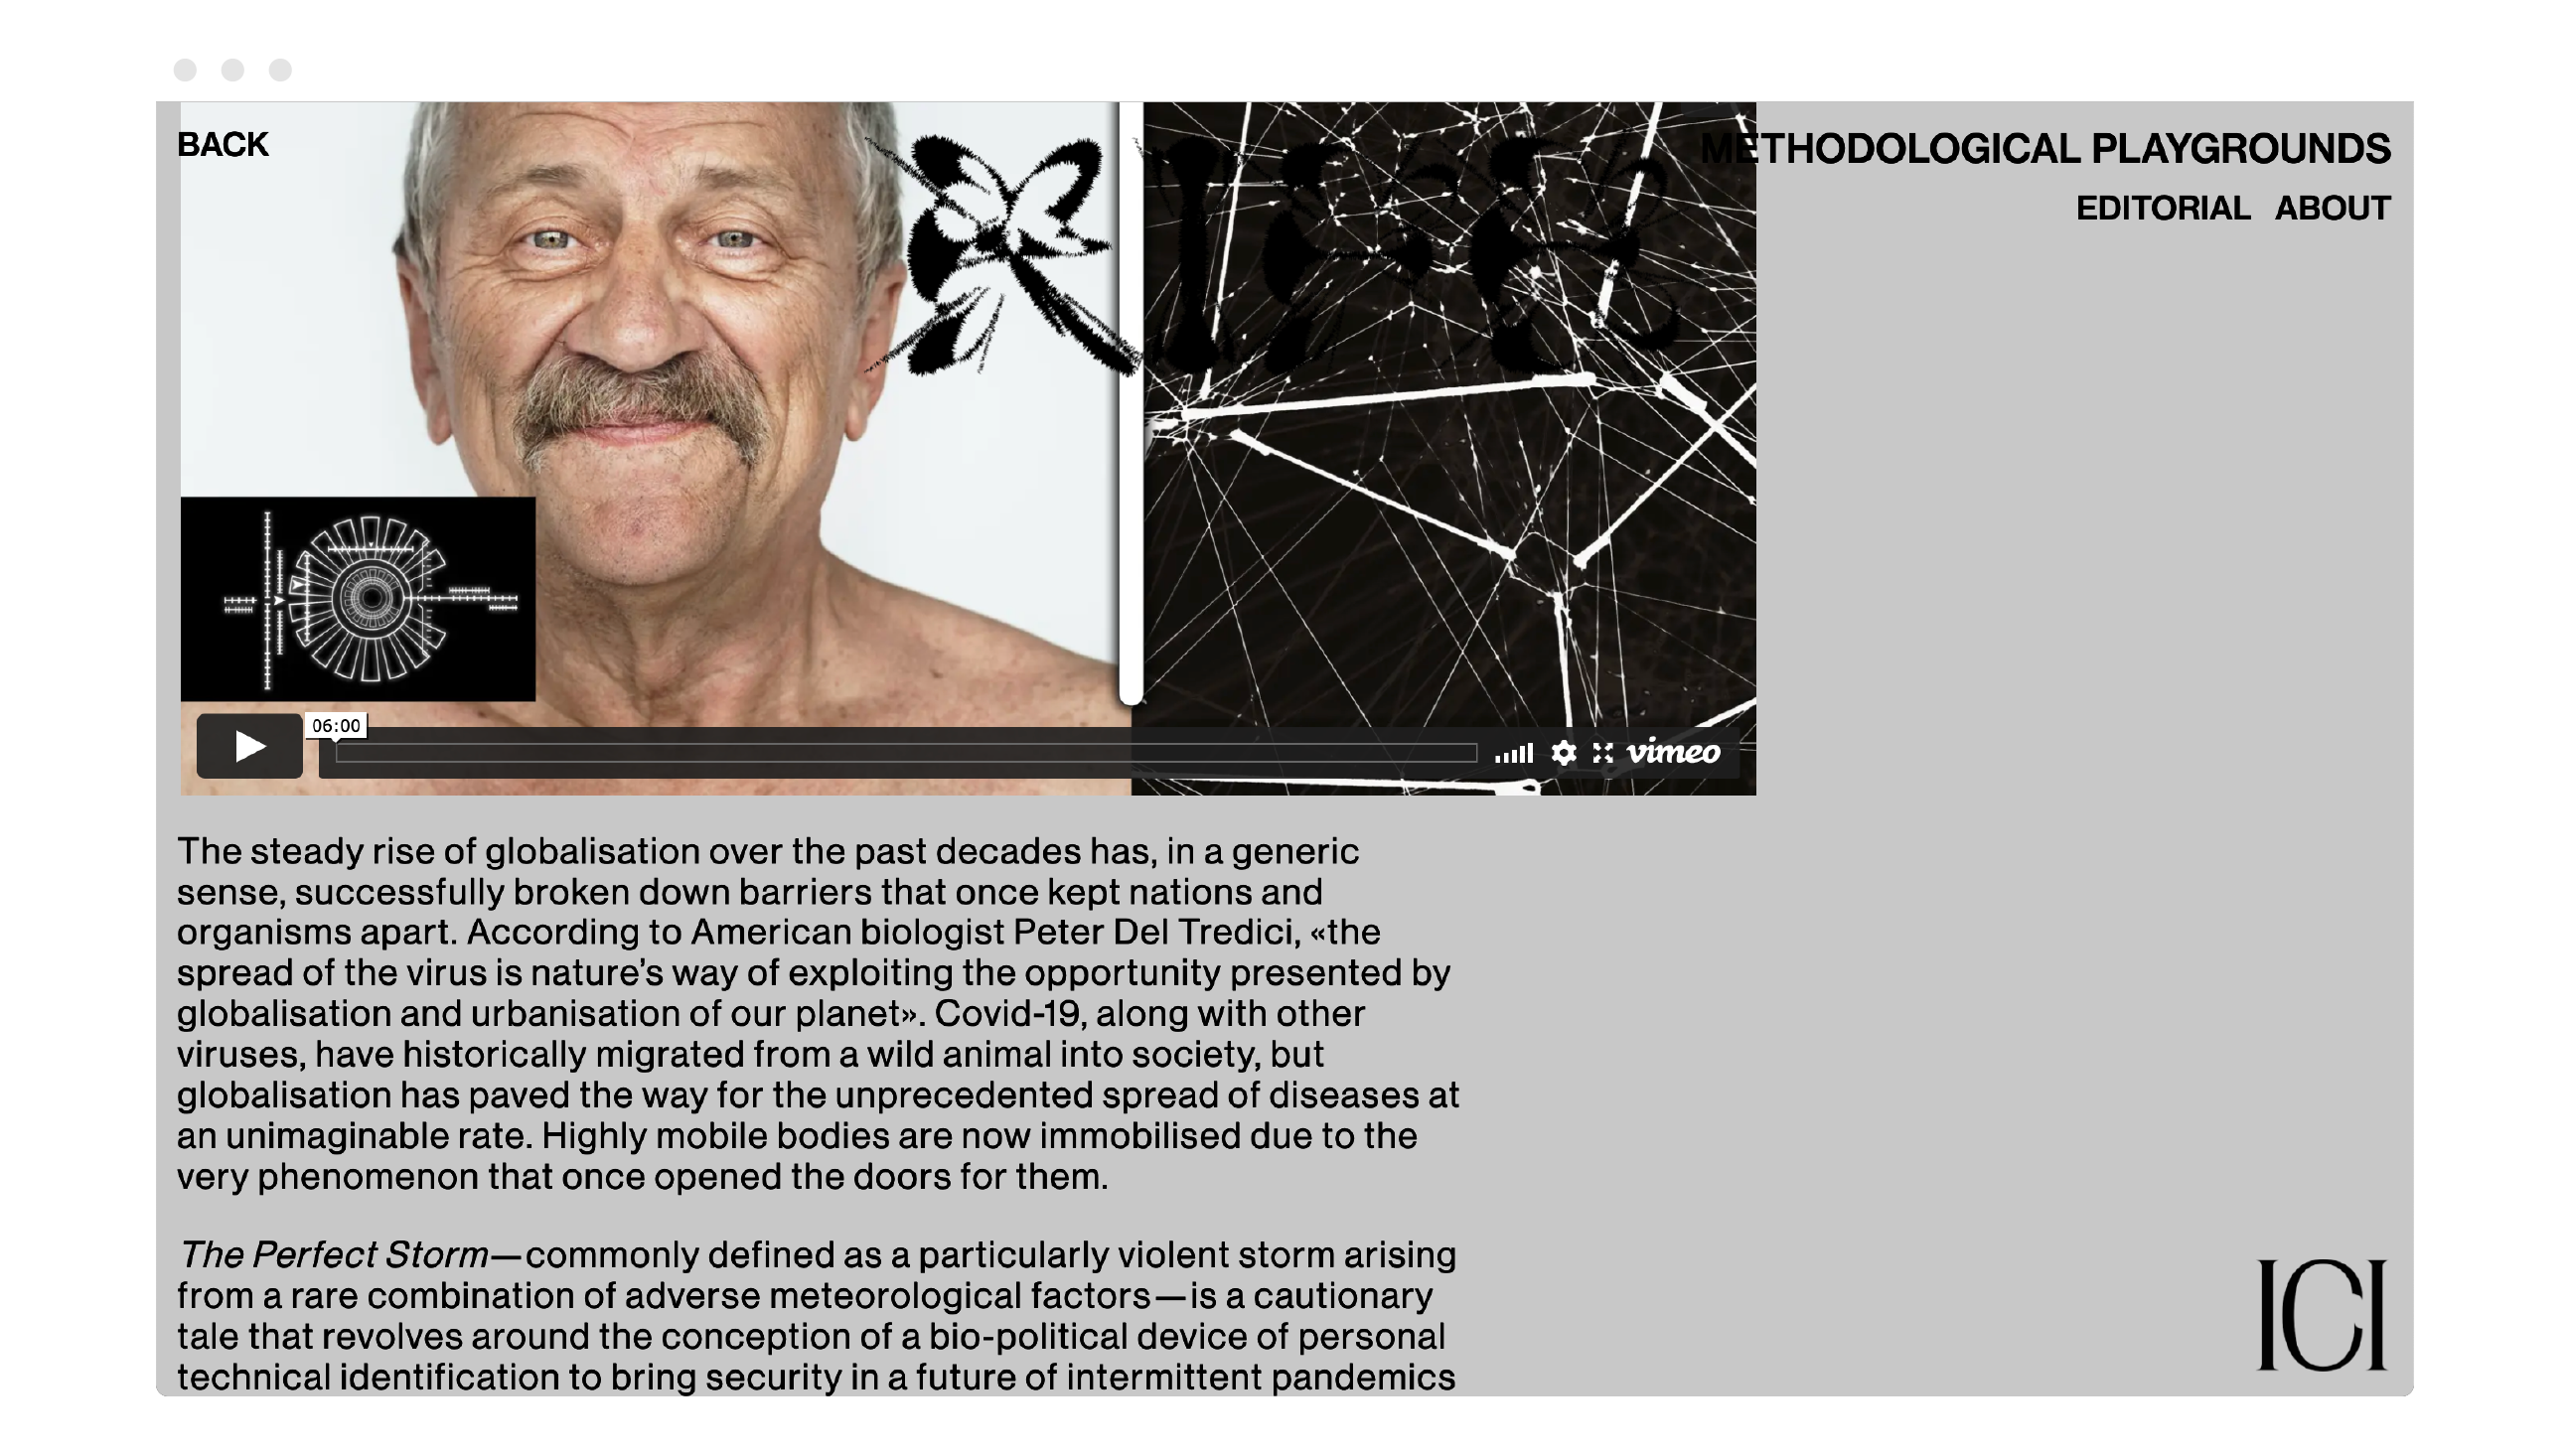 BACK
METHODOLOGICAL PLAYGROUNDS
EDITORIAL ABOUT
06:00
vimeo
The steady rise of globalisation over the past decades has, in a generic
sense, successfully broken down barriers that once kept nations and
organisms apart. According to American biologist Peter Del Tredici, «the
spread of the virus is nature’s way of exploiting the opportunity presented by
globalisation and urbanisation of our planet». Covid-19, along with other
viruses, have historically migrated from a wild animal into society, but
globalisation has paved the way for the unprecedented spread of diseases at
an unimaginable rate. Highly mobile bodies are now immobilised due to the
very phenomenon that once opened the doors for them.
The Perfect Storm—commonly defined as a particularly violent storm arising
from a rare combination of adverse meteorological factors—is a cautionary
tale that revolves around the conception of a bio-political device of personal
technical identification to bring security in a future of intermittent pandemics
ICI